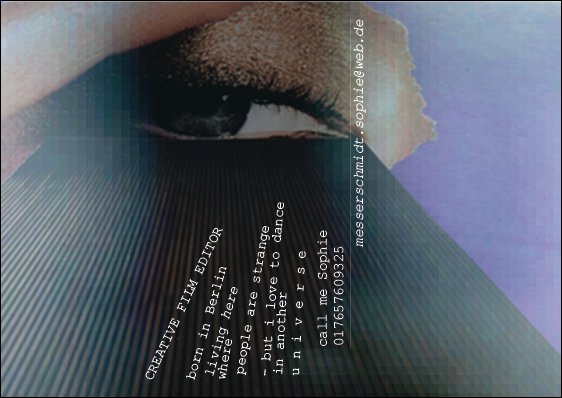 CREATIVE FILM EDITOR
born in Berlin
living here
where
people are strange
- but i love to dance
in another
u n i v e r s e
call me Sophie
017657609325
messerschmidt.sophie@web.de